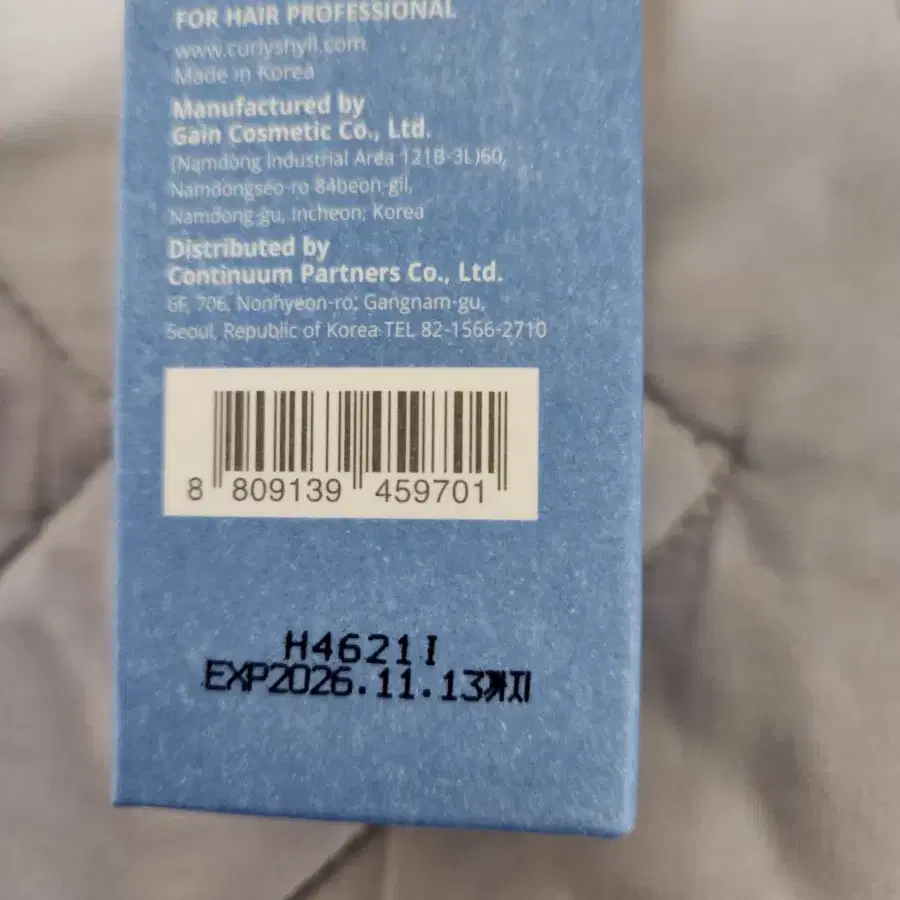 FOR HAIR PROFESSIONAL
www.curlyshyll.com
Made in Korea
Manufactured by
Gain Cosmetic Co., Ltd.
(Namdong Industrial Area 121B-3L)60,
Namdongseo-ro 84beon-gil,
Namdong-gu, Incheon, Korea
Distributed by
Continuum Partners Co., Ltd.
6F, 706, Nonhyeon-ro, Gangnam-gu,
Seoul, Republic of Korea TEL 82-1566-2710
8 809139 459701
H4621I
EXP2026.11.13까지